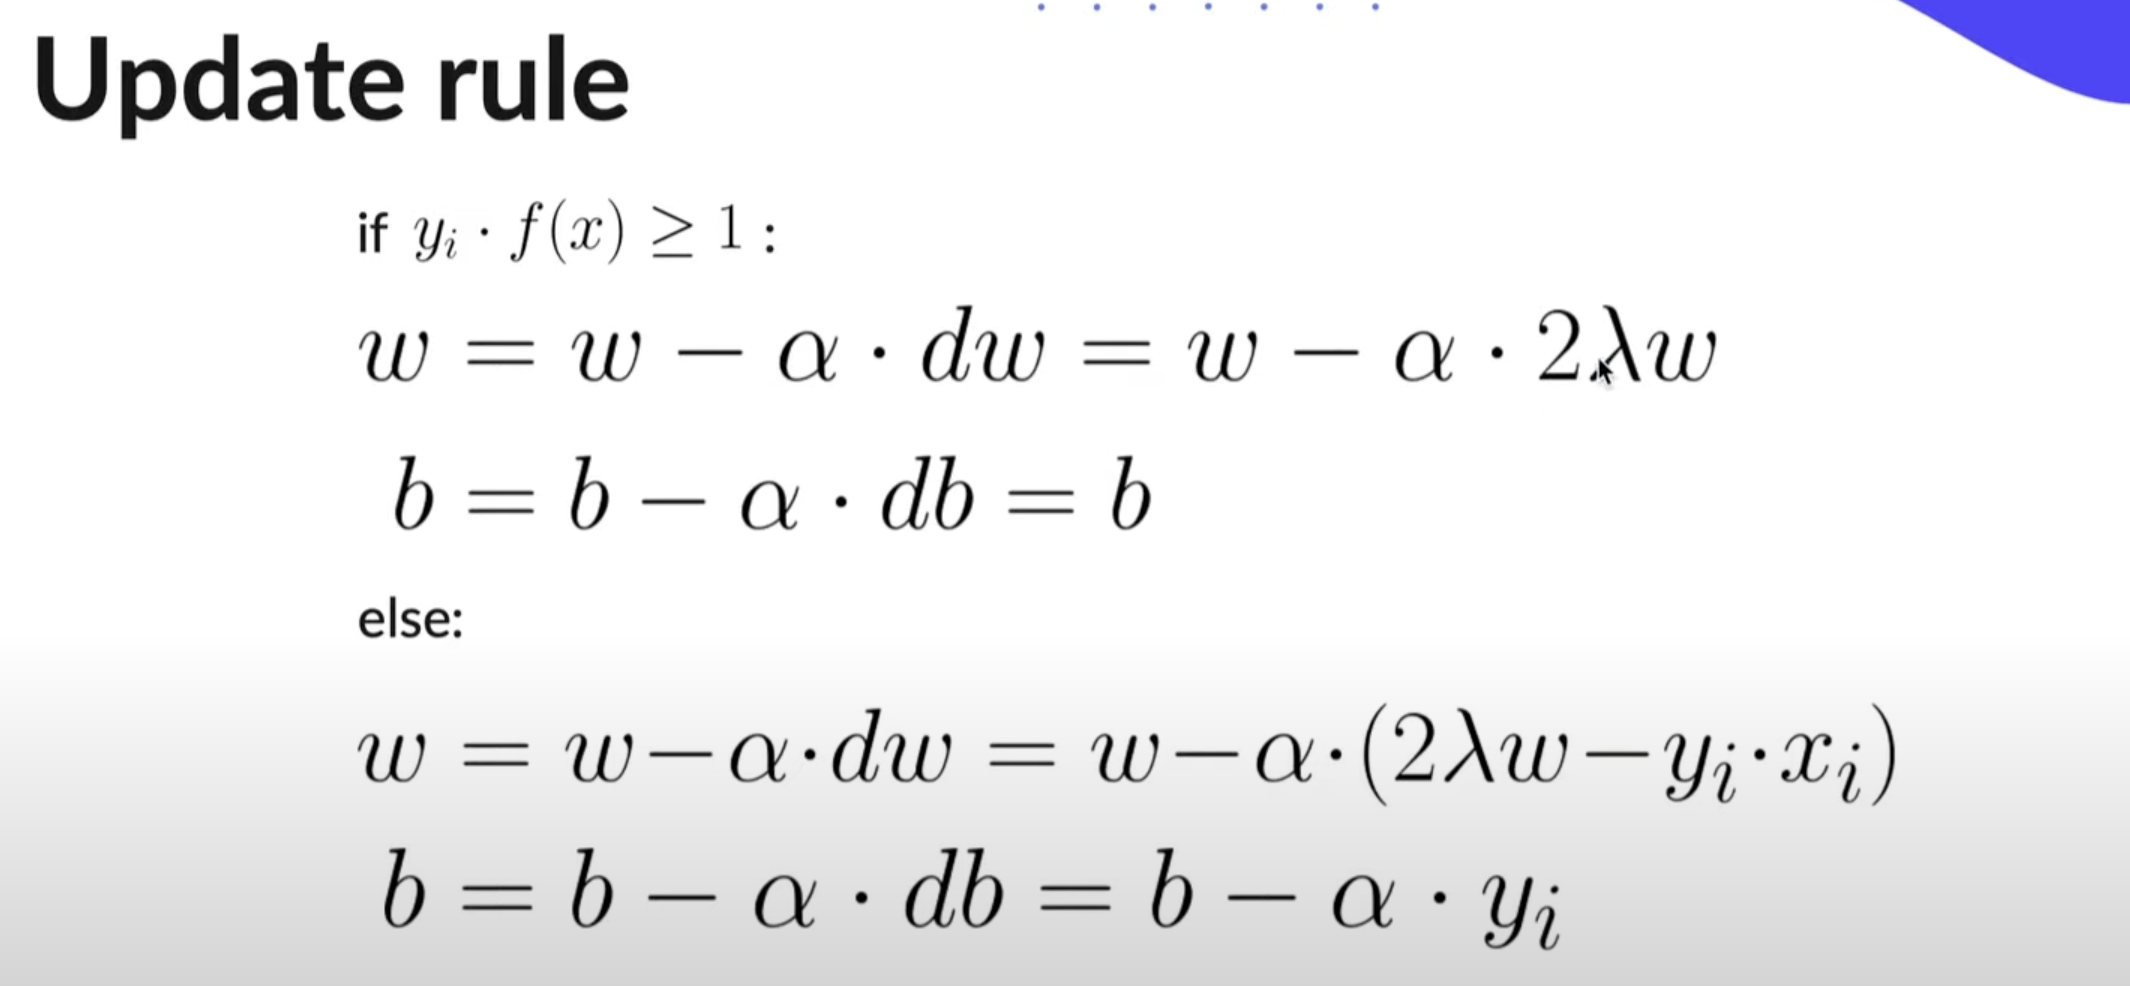 Update rule
if yᵢ · f(x) ≥ 1 :
w = w − α · dw = w − α · 2λw
b = b − α · db = b
else:
w = w − α · dw = w − α · (2λw − yᵢ · xᵢ)
b = b − α · db = b − α · yᵢ